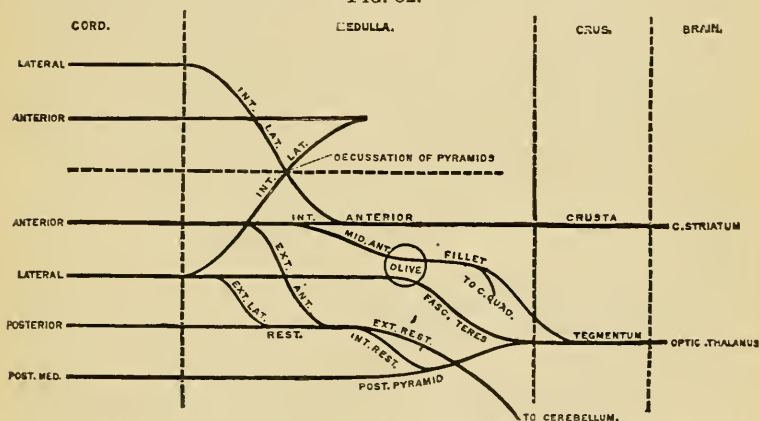 CORD.
MEDULLA.
CRUS.
BRAIN.
LATERAL
INT. LAT.
ANTERIOR
INT. LAT.
DECUSSATION OF PYRAMIDS
ANTERIOR
INT. ANTERIOR
CRUSTA
C.STRIATUM
MID. ANT.
OLIVE
FILLET
TO C. QUAD.
LATERAL
EXT. ANT.
EXT. LAT.
FASC. TERES
POSTERIOR
REST.
EXT. REST.
INT. REST.
TEGMENTUM
OPTIC .THALANUS
POST. MED.
POST. PYRAMID
TO CEREBELLUM.